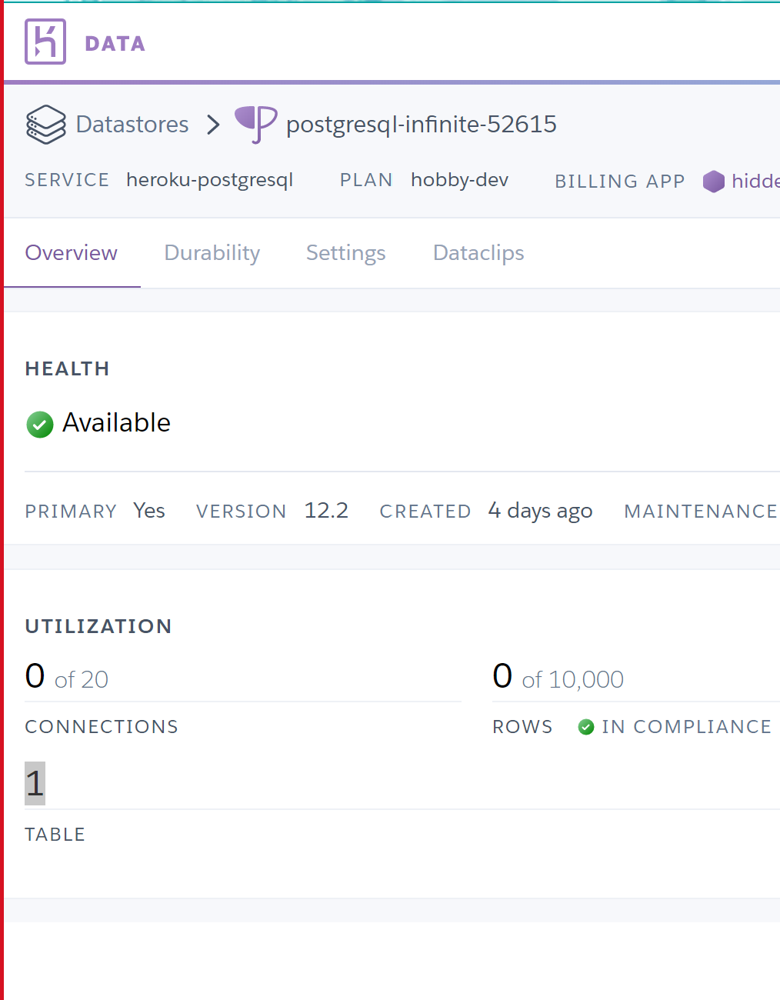 DATA
Datastores postgresql-infinite-52615
SERVICE heroku-postgresql PLAN hobby-dev BILLING APP hidde
Overview Durability Settings Dataclips
HEALTH
Available
PRIMARY Yes VERSION 12.2 CREATED 4 days ago MAINTENANCE
UTILIZATION
0 of 20 0 of 10,000
CONNECTIONS ROWS IN COMPLIANCE
1
TABLE